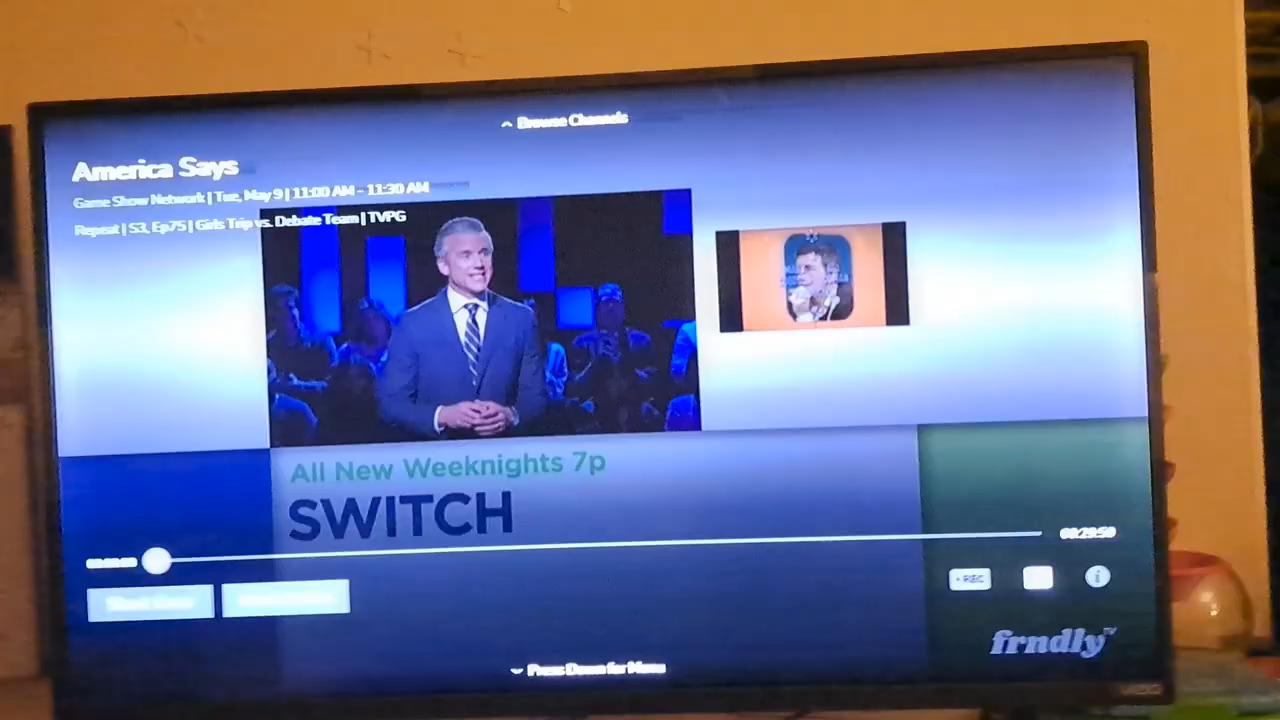 Browse Channels
America Says
Game Show Network | Tue, May 9 | 11:00 AM - 11:30 AM
Repeat | S3, Ep75 | Girls Trip vs. Debate Team | TVPG
All New Weeknights 7p
SWITCH
00:29:50
• REC
frndly TV
Press Down for Menu
VIZIO